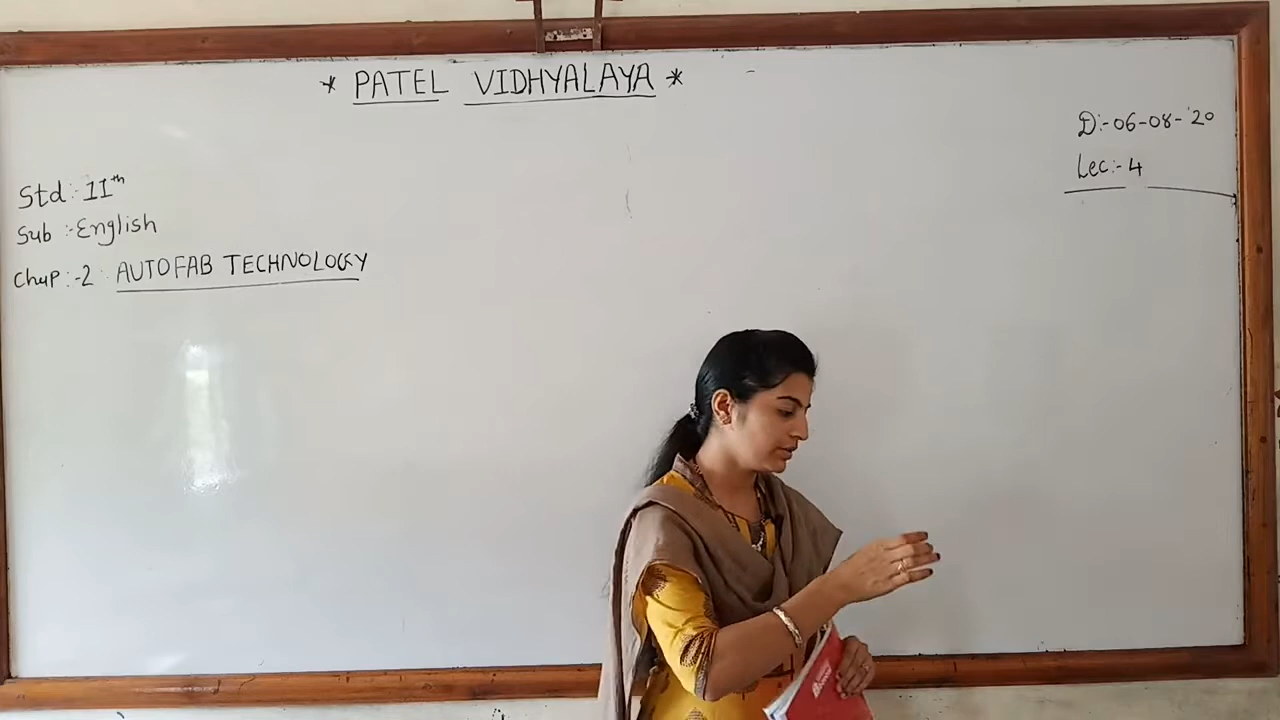 * PATEL VIDHYALAYA *
D:-06-08-'20
Lec:-4
Std:-11th
Sub:-English
Chap:-2: AUTOFAB TECHNOLOGY